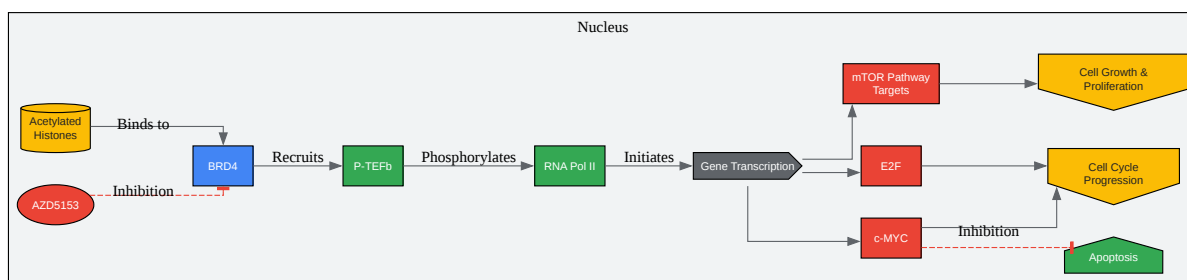 Nucleus
mTOR Pathway
Targets
Cell Growth &
Proliferation
Acetylated
Histones
Binds to
BRD4
Recruits
P-TEFb
Phosphorylates
RNA Pol II
Initiates
Gene Transcription
E2F
Cell Cycle
Progression
AZD5153
Inhibition
c-MYC
Inhibition
Apoptosis